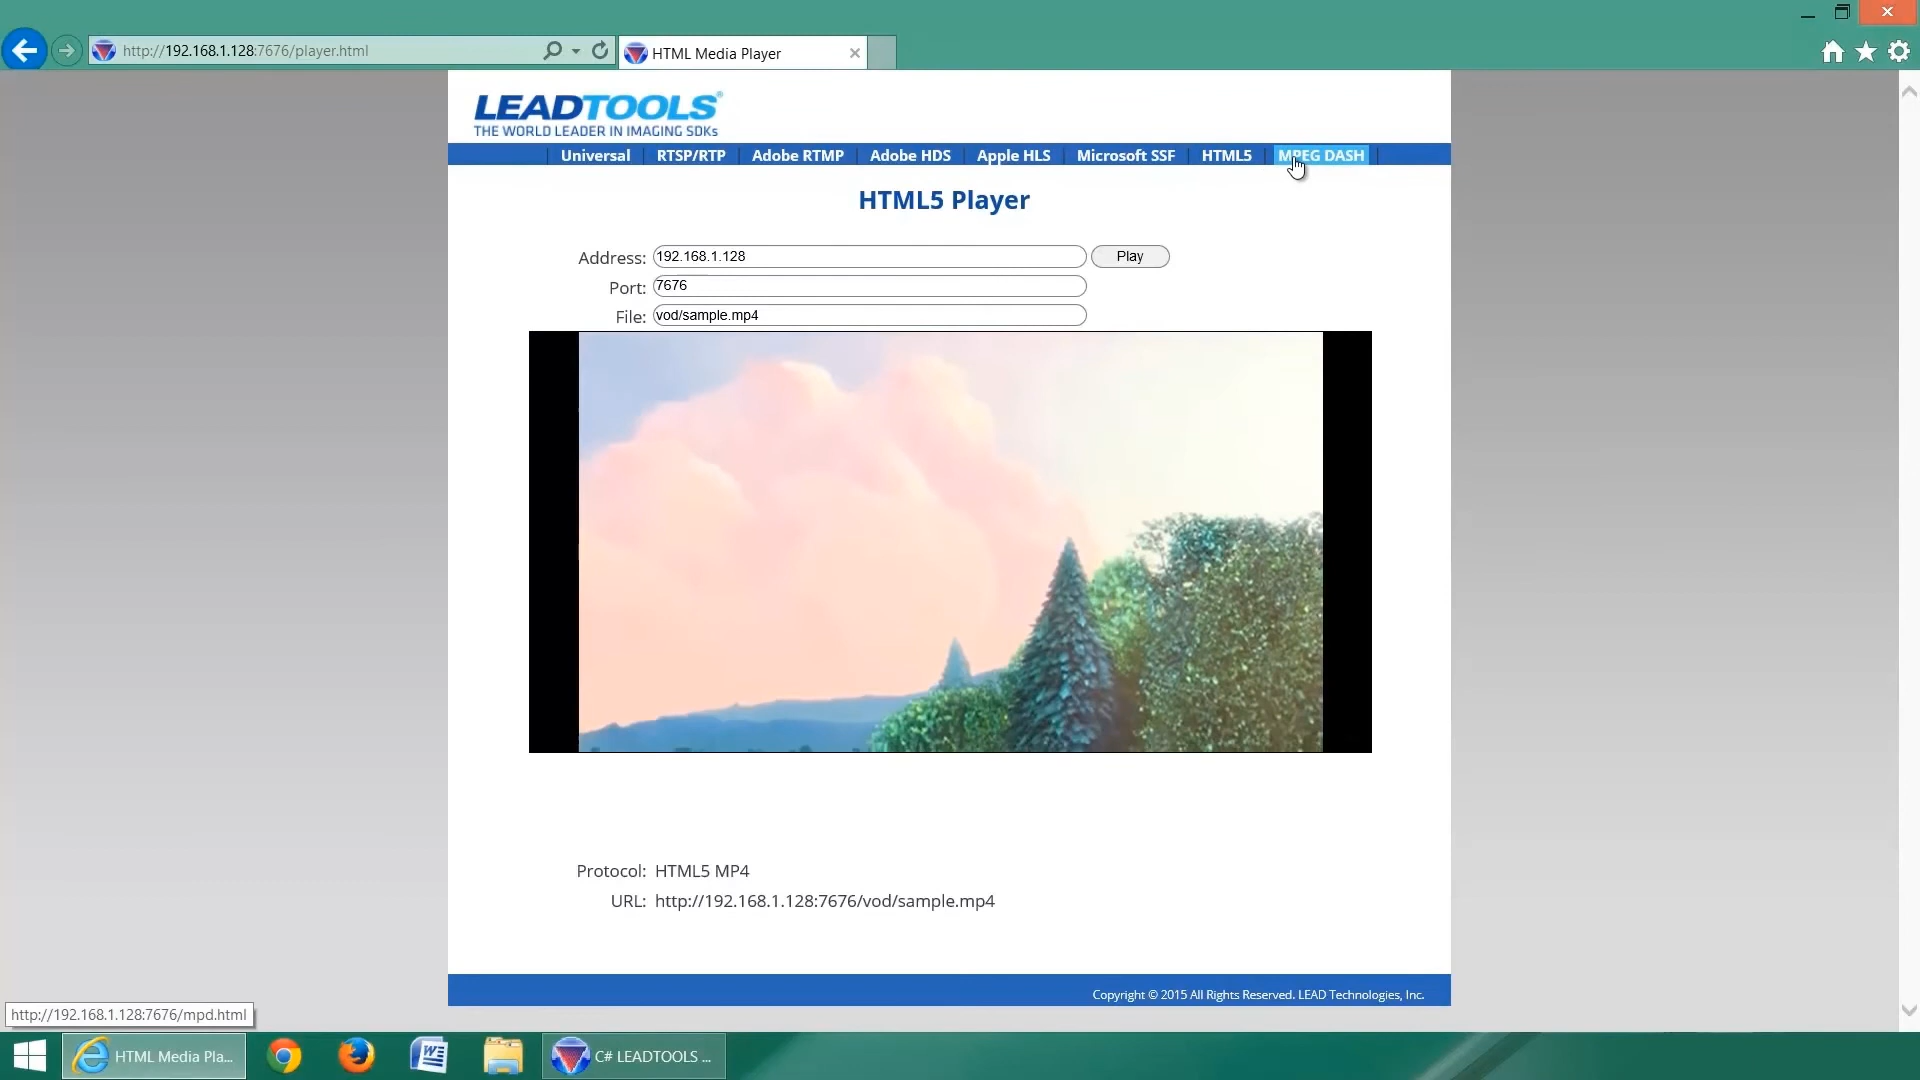 http://192.168.1.128:7676/player.html
HTML Media Player
LEADTOOLS®
THE WORLD LEADER IN IMAGING SDKs
Universal | RTSP/RTP | Adobe RTMP | Adobe HDS | Apple HLS | Microsoft SSF | HTML5 | MPEG DASH
HTML5 Player
Address: 192.168.1.128 Play
Port: 7676
File: vod/sample.mp4
Protocol: HTML5 MP4
URL: http://192.168.1.128:7676/vod/sample.mp4
Copyright © 2015 All Rights Reserved. LEAD Technologies, Inc.
http://192.168.1.128:7676/mpd.html
HTML Media Pla...
C# LEADTOOLS ...